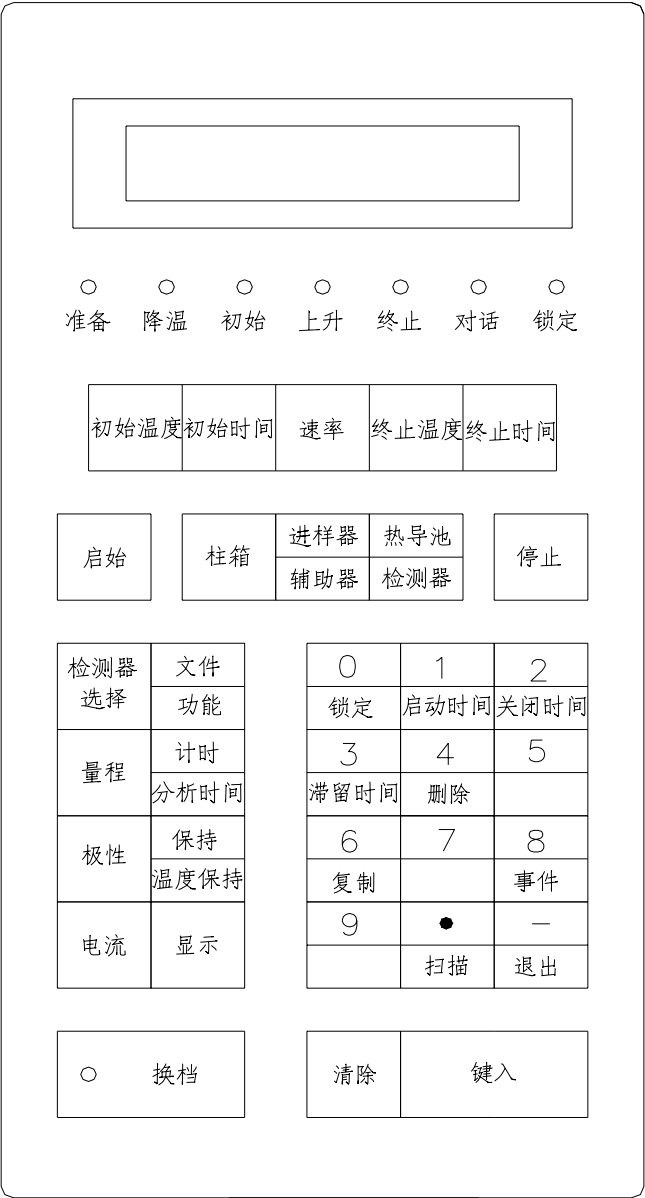 准备 降温 初始 上升 终止 对话 锁定
初始温度 初始时间 速率 终止温度 终止时间
启始 柱箱 进样器 热导池 停止
辅助器 检测器
检测器 文件 0 1 2
选择 功能 锁定 启动时间 关闭时间
量程 计时 3 4 5
分析时间 滞留时间 删除
极性 保持 6 7 8
温度保持 复制 事件
电流 显示 9 ● —
扫描 退出
换档 清除 键入